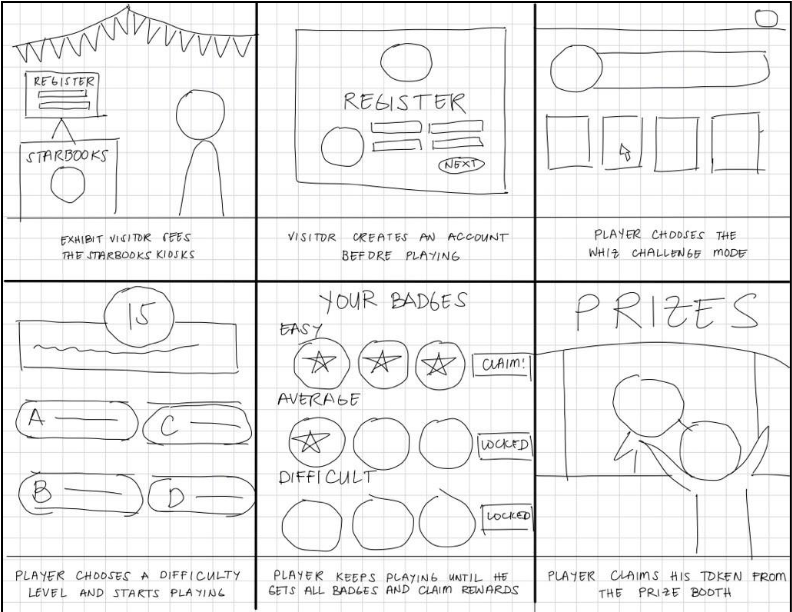 REGISTER
STARBOOKS
EXHIBIT VISITOR SEES
THE STARBOOKS KIOSKS
REGISTER
NEXT
VISITOR CREATES AN ACCOUNT
BEFORE PLAYING
PLAYER CHOOSES THE
WHIZ CHALLENGE MODE
15
A
C
B
D
PLAYER CHOOSES A DIFFICULTY
LEVEL AND STARTS PLAYING
YOUR BADGES
EASY
CLAIM!
AVERAGE
LOCKED
DIFFICULT
LOCKED
PLAYER KEEPS PLAYING UNTIL HE
GETS ALL BADGES AND CLAIM REWARDS
PRIZES
PLAYER CLAIMS HIS TOKEN FROM
THE PRIZE BOOTH